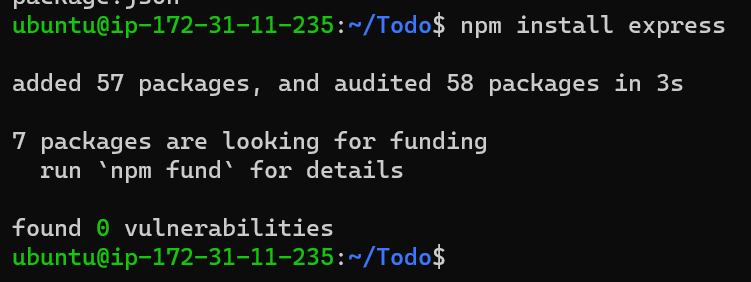 package.json
ubuntu@ip-172-31-11-235:~/Todo$ npm install express
added 57 packages, and audited 58 packages in 3s
7 packages are looking for funding
  run `npm fund` for details
found 0 vulnerabilities
ubuntu@ip-172-31-11-235:~/Todo$